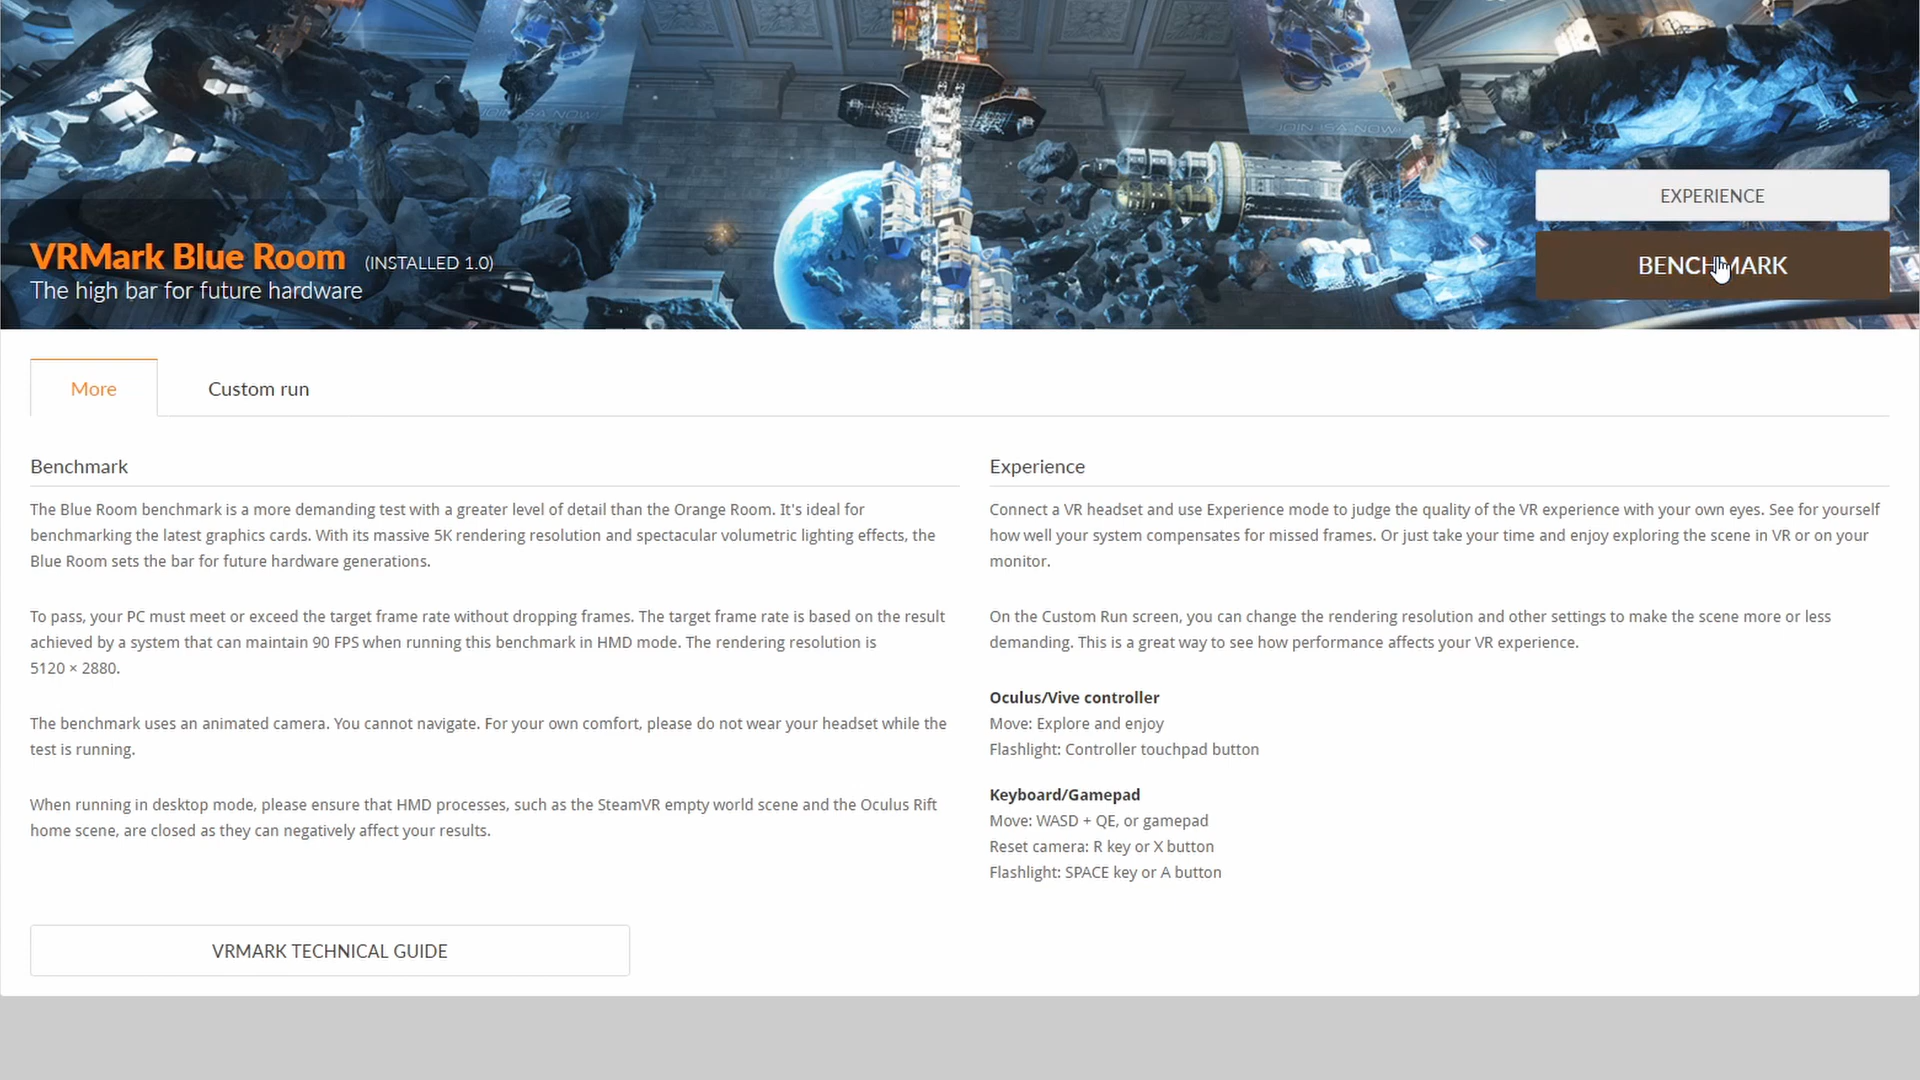 JOIN ISA NOW!
JOIN ISA NOW!
EXPERIENCE
BENCHMARK
VRMark Blue Room (INSTALLED 1.0)
The high bar for future hardware
More
Custom run
Benchmark
The Blue Room benchmark is a more demanding test with a greater level of detail than the Orange Room. It's ideal for
benchmarking the latest graphics cards. With its massive 5K rendering resolution and spectacular volumetric lighting effects, the
Blue Room sets the bar for future hardware generations.
To pass, your PC must meet or exceed the target frame rate without dropping frames. The target frame rate is based on the result
achieved by a system that can maintain 90 FPS when running this benchmark in HMD mode. The rendering resolution is
5120 × 2880.
The benchmark uses an animated camera. You cannot navigate. For your own comfort, please do not wear your headset while the
test is running.
When running in desktop mode, please ensure that HMD processes, such as the SteamVR empty world scene and the Oculus Rift
home scene, are closed as they can negatively affect your results.
VRMARK TECHNICAL GUIDE
Experience
Connect a VR headset and use Experience mode to judge the quality of the VR experience with your own eyes. See for yourself
how well your system compensates for missed frames. Or just take your time and enjoy exploring the scene in VR or on your
monitor.
On the Custom Run screen, you can change the rendering resolution and other settings to make the scene more or less
demanding. This is a great way to see how performance affects your VR experience.
Oculus/Vive controller
Move: Explore and enjoy
Flashlight: Controller touchpad button
Keyboard/Gamepad
Move: WASD + QE, or gamepad
Reset camera: R key or X button
Flashlight: SPACE key or A button